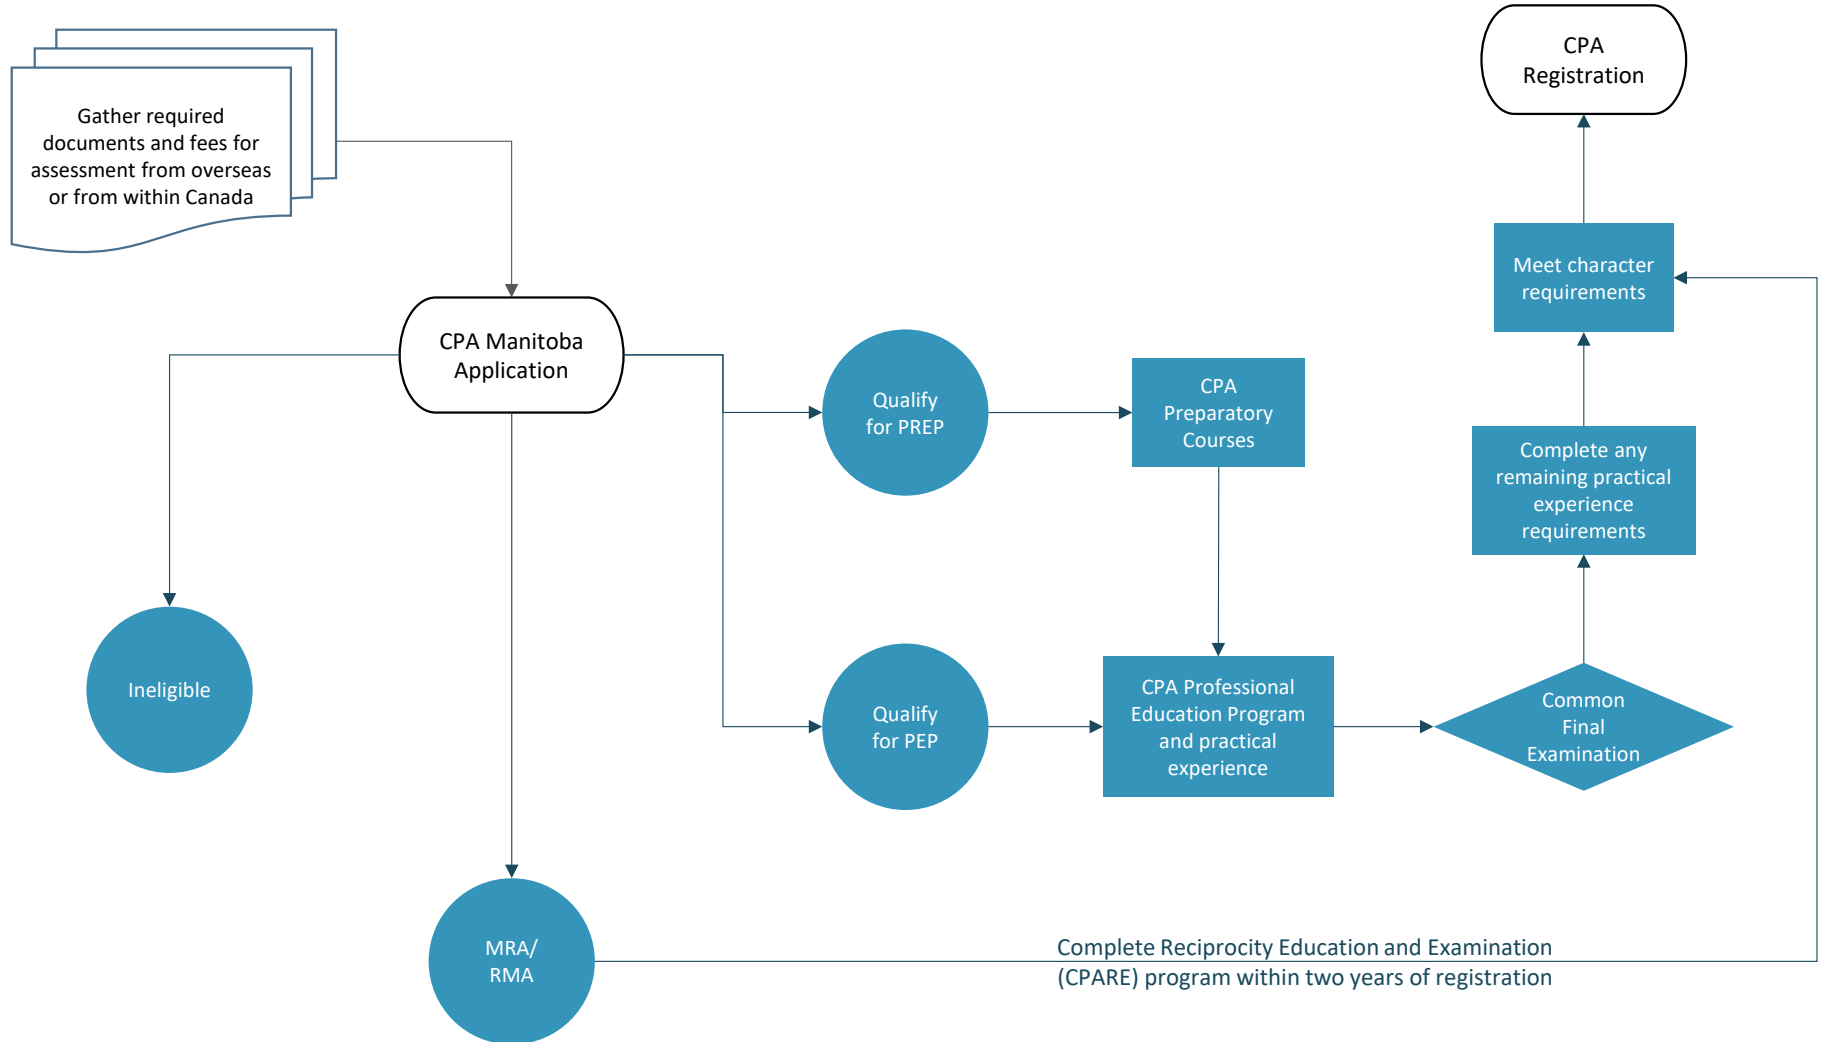 Gather required
documents and fees for
assessment from overseas
or from within Canada
CPA Manitoba
Application
Ineligible
MRA/
RMA
Qualify
for PREP
CPA
Preparatory
Courses
Qualify
for PEP
CPA Professional
Education Program
and practical
experience
Common
Final
Examination
Complete any
remaining practical
experience
requirements
Meet character
requirements
CPA
Registration
Complete Reciprocity Education and Examination
(CPARE) program within two years of registration